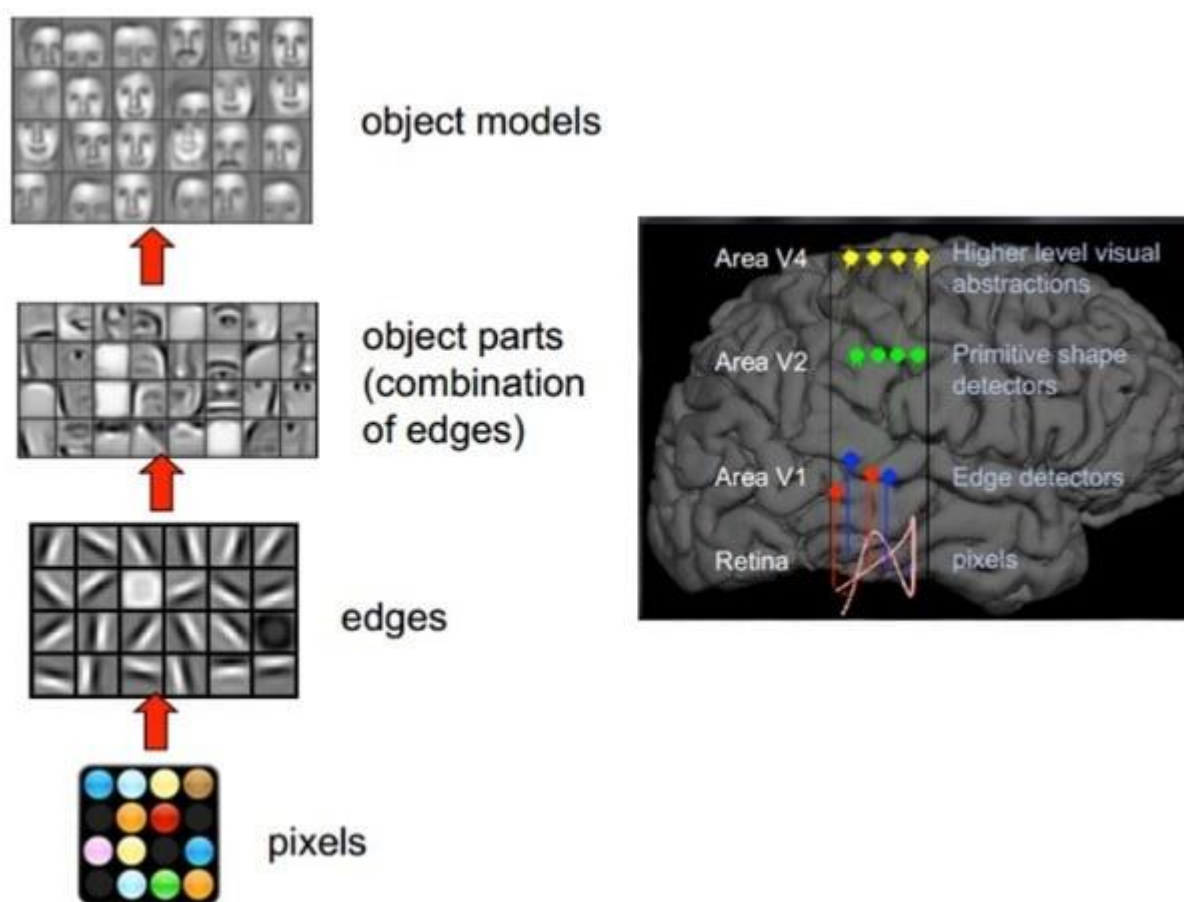 object models
object parts
(combination
of edges)
edges
pixels
Area V4
Higher level visual
abstractions
Area V2
Primitive shape
detectors
Area V1
Edge detectors
Retina
pixels